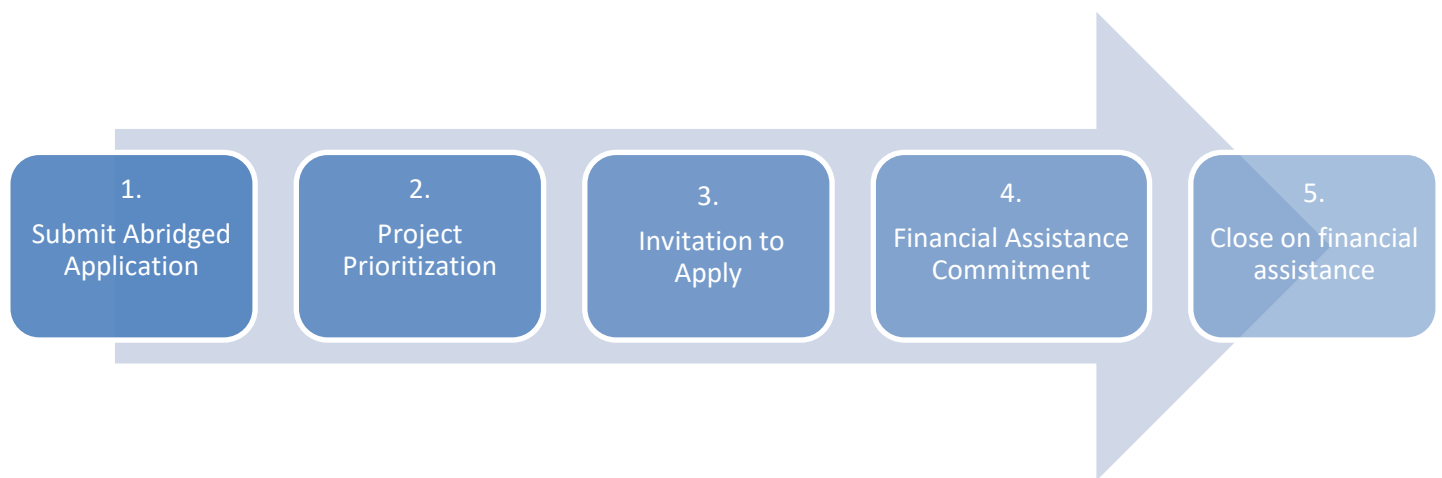 1.
Submit Abridged
Application
2.
Project
Prioritization
3.
Invitation to
Apply
4.
Financial Assistance
Commitment
5.
Close on financial
assistance